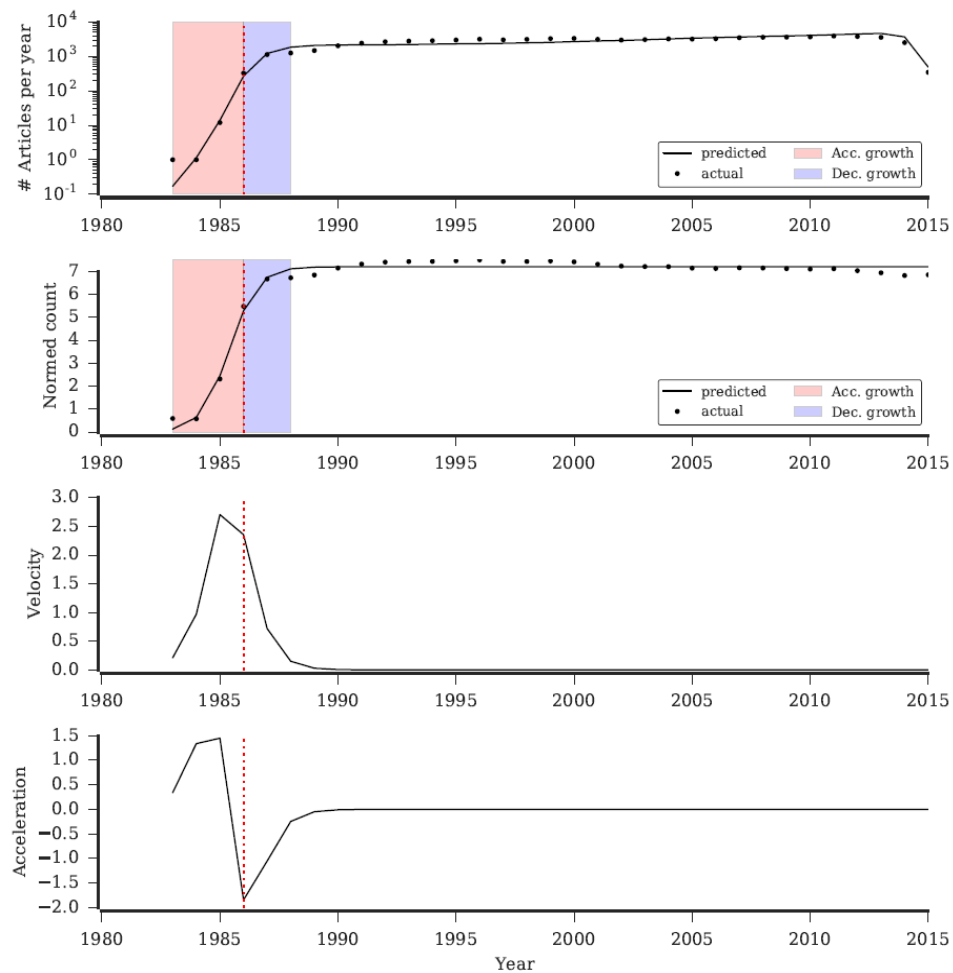 # Articles per year
10^4
10^3
10^2
10^1
10^0
10^-1
predicted
actual
Acc. growth
Dec. growth
1980 1985 1990 1995 2000 2005 2010 2015
Normed count
7
6
5
4
3
2
1
0
predicted
actual
Acc. growth
Dec. growth
1980 1985 1990 1995 2000 2005 2010 2015
Velocity
3.0
2.5
2.0
1.5
1.0
0.5
0.0
1980 1985 1990 1995 2000 2005 2010 2015
Acceleration
1.5
1.0
0.5
0.0
−0.5
−1.0
−1.5
−2.0
1980 1985 1990 1995 2000 2005 2010 2015
Year